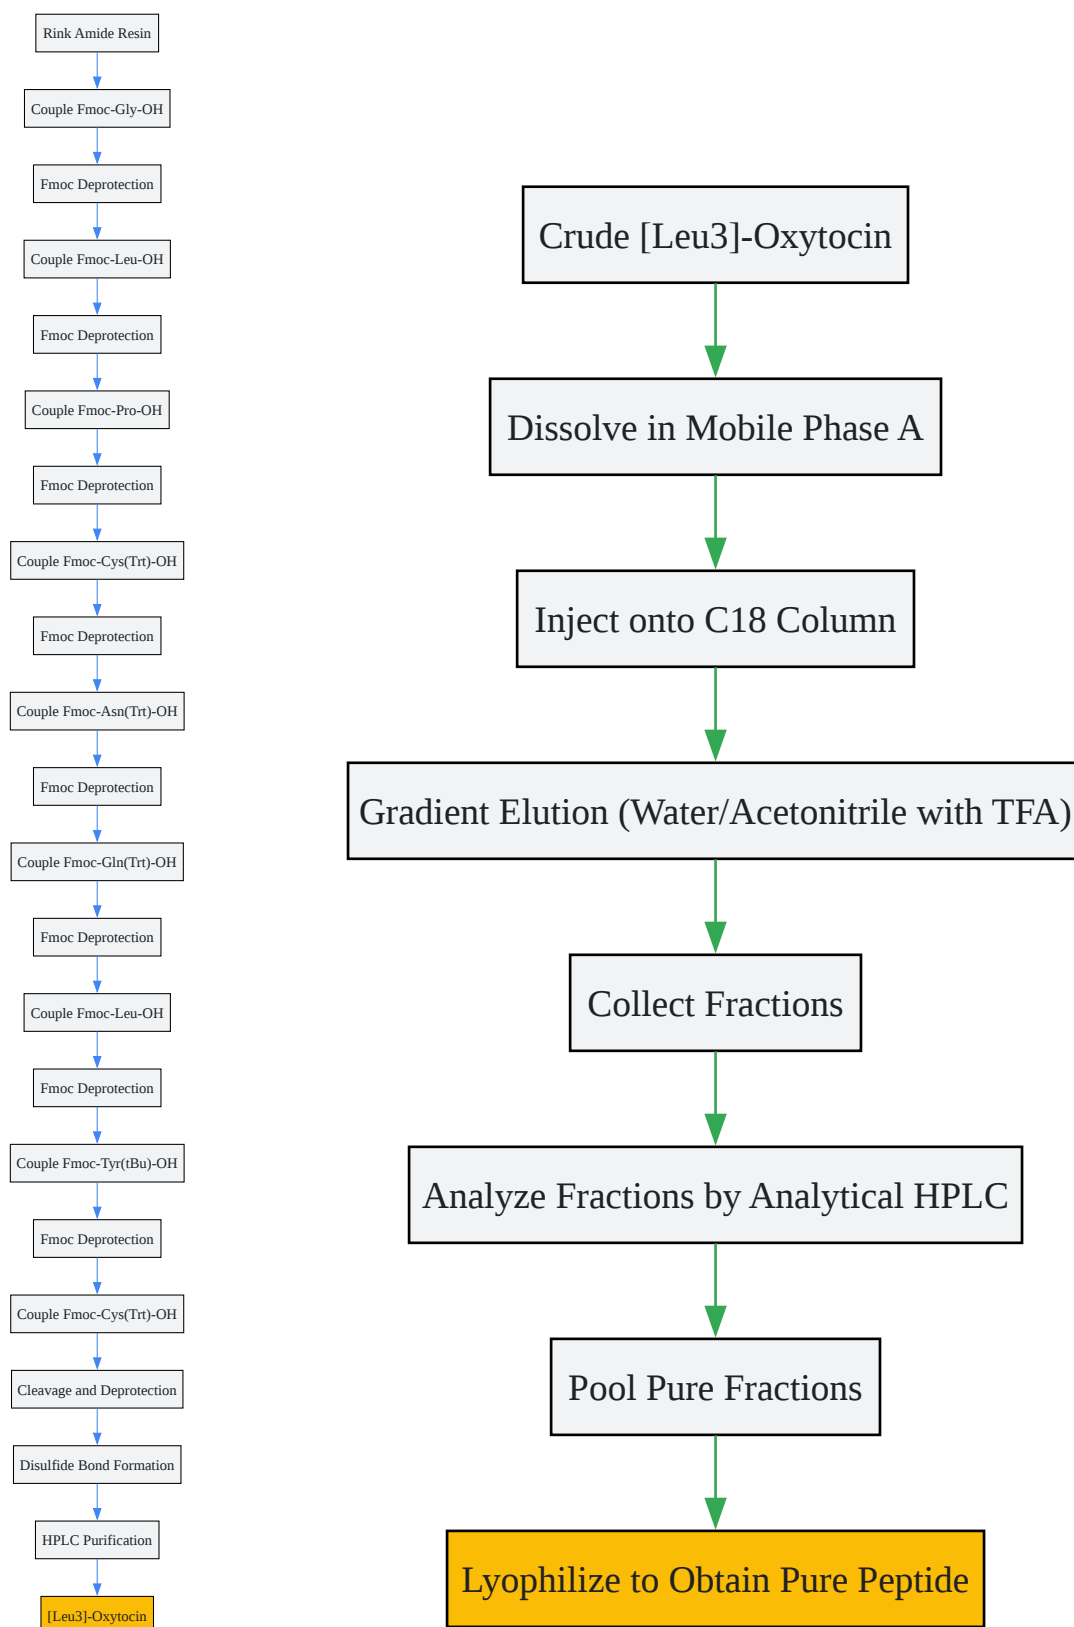 Rink Amide Resin
Couple Fmoc-Gly-OH
Fmoc Deprotection
Couple Fmoc-Leu-OH
Fmoc Deprotection
Couple Fmoc-Pro-OH
Fmoc Deprotection
Couple Fmoc-Cys(Trt)-OH
Fmoc Deprotection
Couple Fmoc-Asn(Trt)-OH
Fmoc Deprotection
Couple Fmoc-Gln(Trt)-OH
Fmoc Deprotection
Couple Fmoc-Leu-OH
Fmoc Deprotection
Couple Fmoc-Tyr(tBu)-OH
Fmoc Deprotection
Couple Fmoc-Cys(Trt)-OH
Cleavage and Deprotection
Disulfide Bond Formation
HPLC Purification
[Leu3]-Oxytocin
Crude [Leu3]-Oxytocin
Dissolve in Mobile Phase A
Inject onto C18 Column
Gradient Elution (Water/Acetonitrile with TFA)
Collect Fractions
Analyze Fractions by Analytical HPLC
Pool Pure Fractions
Lyophilize to Obtain Pure Peptide